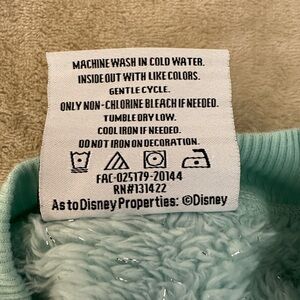 MACHINE WASH IN COLD WATER.
INSIDE OUT WITH LIKE COLORS.
GENTLE CYCLE.
ONLY NON-CHLORINE BLEACH IF NEEDED.
TUMBLE DRY LOW.
COOL IRON IF NEEDED.
DO NOT IRON ON DECORATION.
FAC-025179-20144
RN#131422
As to Disney Properties: ©Disney